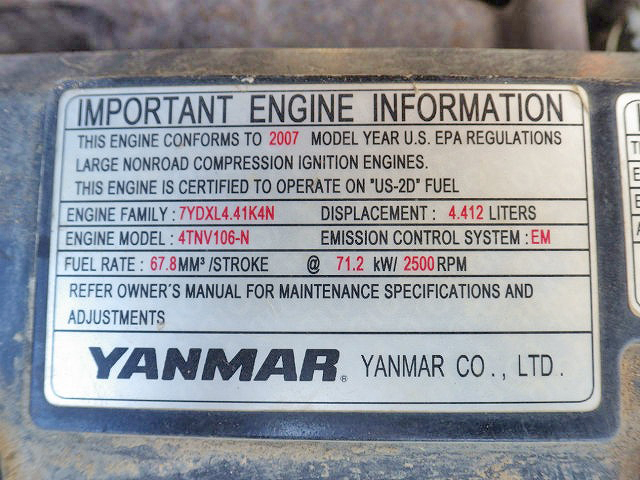 IMPORTANT ENGINE INFORMATION
THIS ENGINE CONFORMS TO 2007 MODEL YEAR U.S. EPA REGULATIONS
LARGE NONROAD COMPRESSION IGNITION ENGINES.
THIS ENGINE IS CERTIFIED TO OPERATE ON "US-2D" FUEL
ENGINE FAMILY : 7YDXL4.41K4N DISPLACEMENT : 4.412 LITERS
ENGINE MODEL : 4TNV106-N EMISSION CONTROL SYSTEM : EM
FUEL RATE : 67.8MM³ /STROKE @ 71.2 kW/ 2500 RPM
REFER OWNER'S MANUAL FOR MAINTENANCE SPECIFICATIONS AND
ADJUSTMENTS
YANMAR® YANMAR CO., LTD.